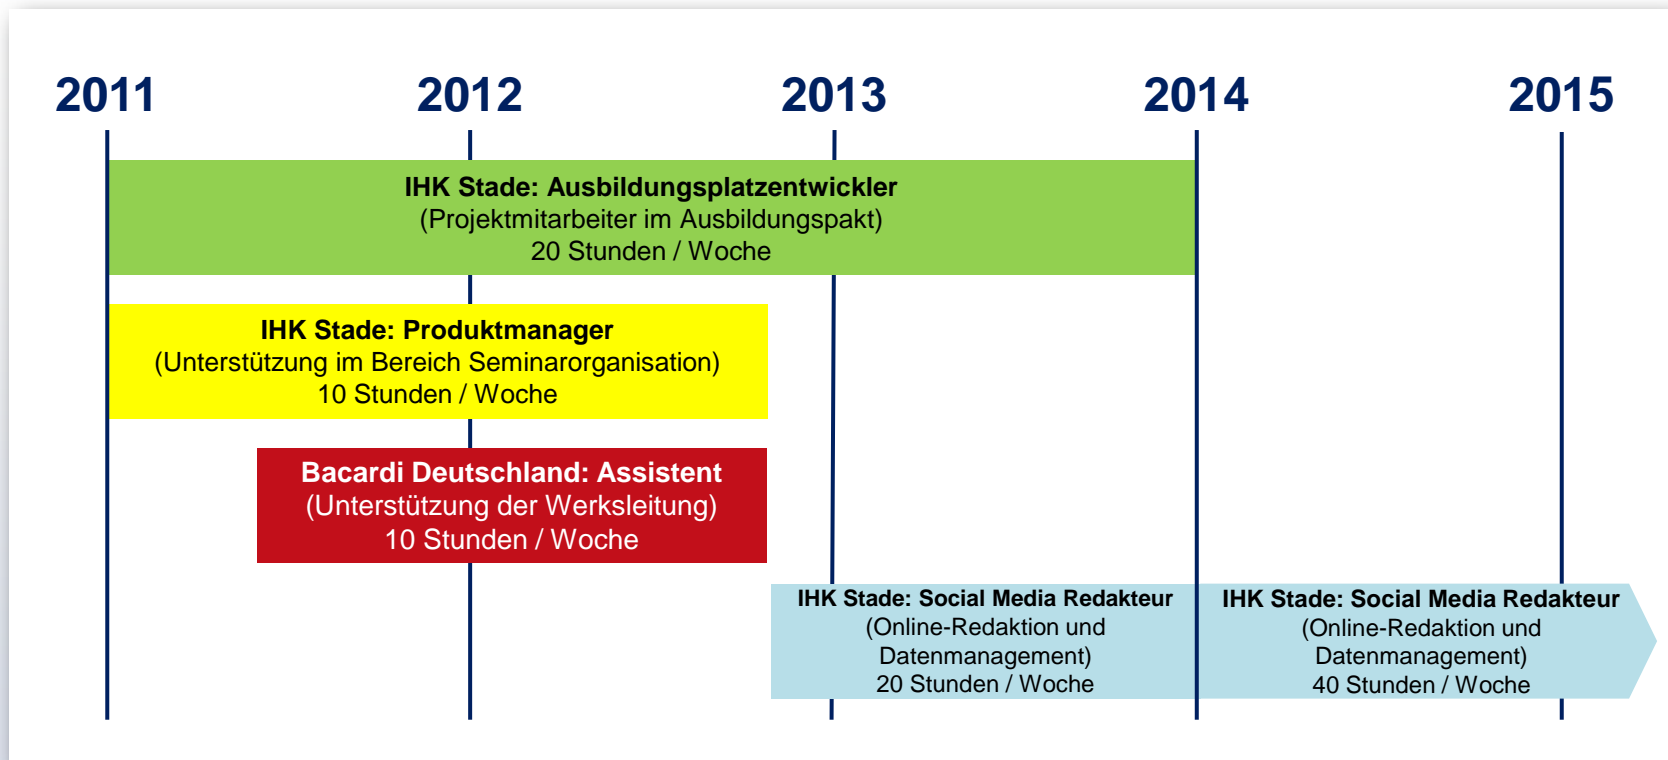 2011 2012 2013 2014 2015
IHK Stade: Ausbildungsplatzentwickler
(Projektmitarbeiter im Ausbildungspakt)
20 Stunden / Woche
IHK Stade: Produktmanager
(Unterstützung im Bereich Seminarorganisation)
10 Stunden / Woche
Bacardi Deutschland: Assistent
(Unterstützung der Werksleitung)
10 Stunden / Woche
IHK Stade: Social Media Redakteur
(Online-Redaktion und
Datenmanagement)
20 Stunden / Woche
IHK Stade: Social Media Redakteur
(Online-Redaktion und
Datenmanagement)
40 Stunden / Woche